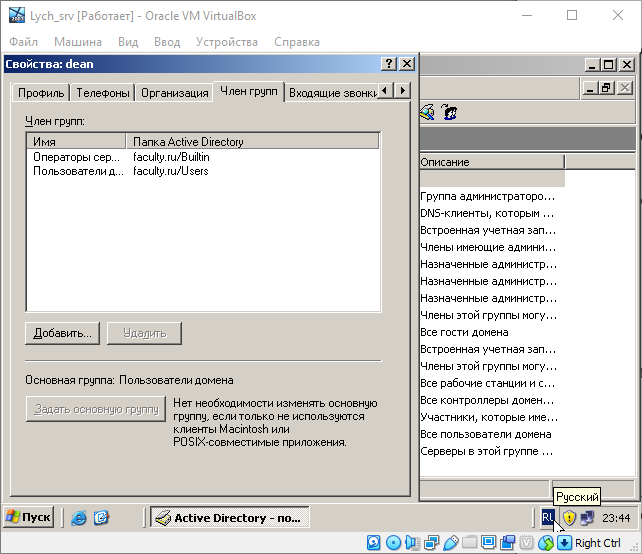 Lych_srv [Работает] - Oracle VM VirtualBox
Файл Машина Вид Ввод Устройства Справка
Свойства: dean
Профиль Телефоны Организация Член групп Входящие звонки
Член групп:
Имя Папка Active Directory
Операторы сер... faculty.ru/Builtin
Пользователи д... faculty.ru/Users
Добавить... Удалить
Основная группа: Пользователи домена
Задать основную группу
Нет необходимости изменять основную
группу, если только не используются
клиенты Macintosh или
POSIX-совместимые приложения.
Описание
Группа администраторо...
DNS-клиенты, которым ...
Встроенная учетная зап...
Члены имеющие админи...
Назначенные администр...
Назначенные администр...
Назначенные администр...
Члены этой группы могу...
Все гости домена
Встроенная учетная зап...
Члены этой группы могу...
Все рабочие станции и с...
Все контроллеры домен...
Участники, которые име...
Все пользователи домена
Серверы в этой группе ...
Русский
Пуск Active Directory - по... RU 23:44
Right Ctrl